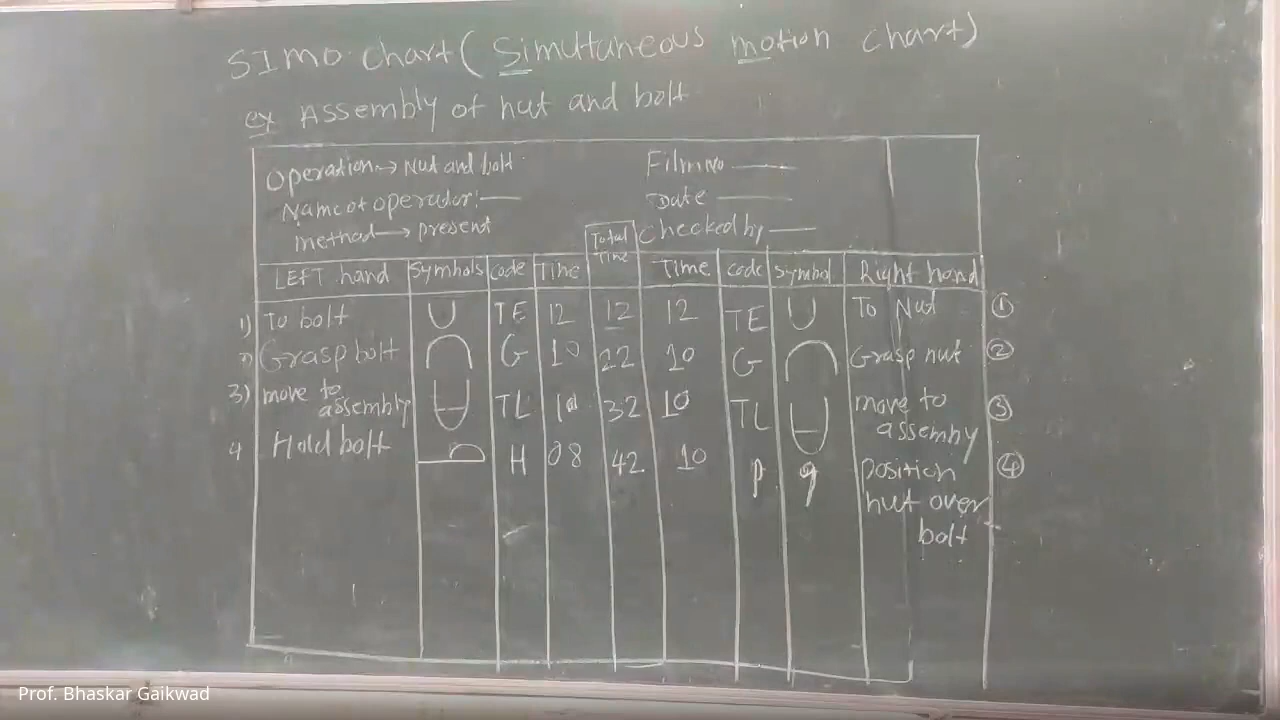 SIMO chart ( Simultaneous motion chart )
ex Assembly of nut and bolt
Operation → Nut and bolt Film No —
Name of operador: — Date —
method → present Checked by —
LEFT hand Symbols Code Time Total Time Time Code Symbol Right hand
1) To bolt TE 12 12 12 TE To Nut 1
2) Grasp bolt G 10 22 10 G Grasp nut 2
3) move to assembly TL 10 32 10 TL move to assemby 3
4 Hold bolt H 08 42 10 P 9 position nut over bolt 4
Prof. Bhaskar Gaikwad